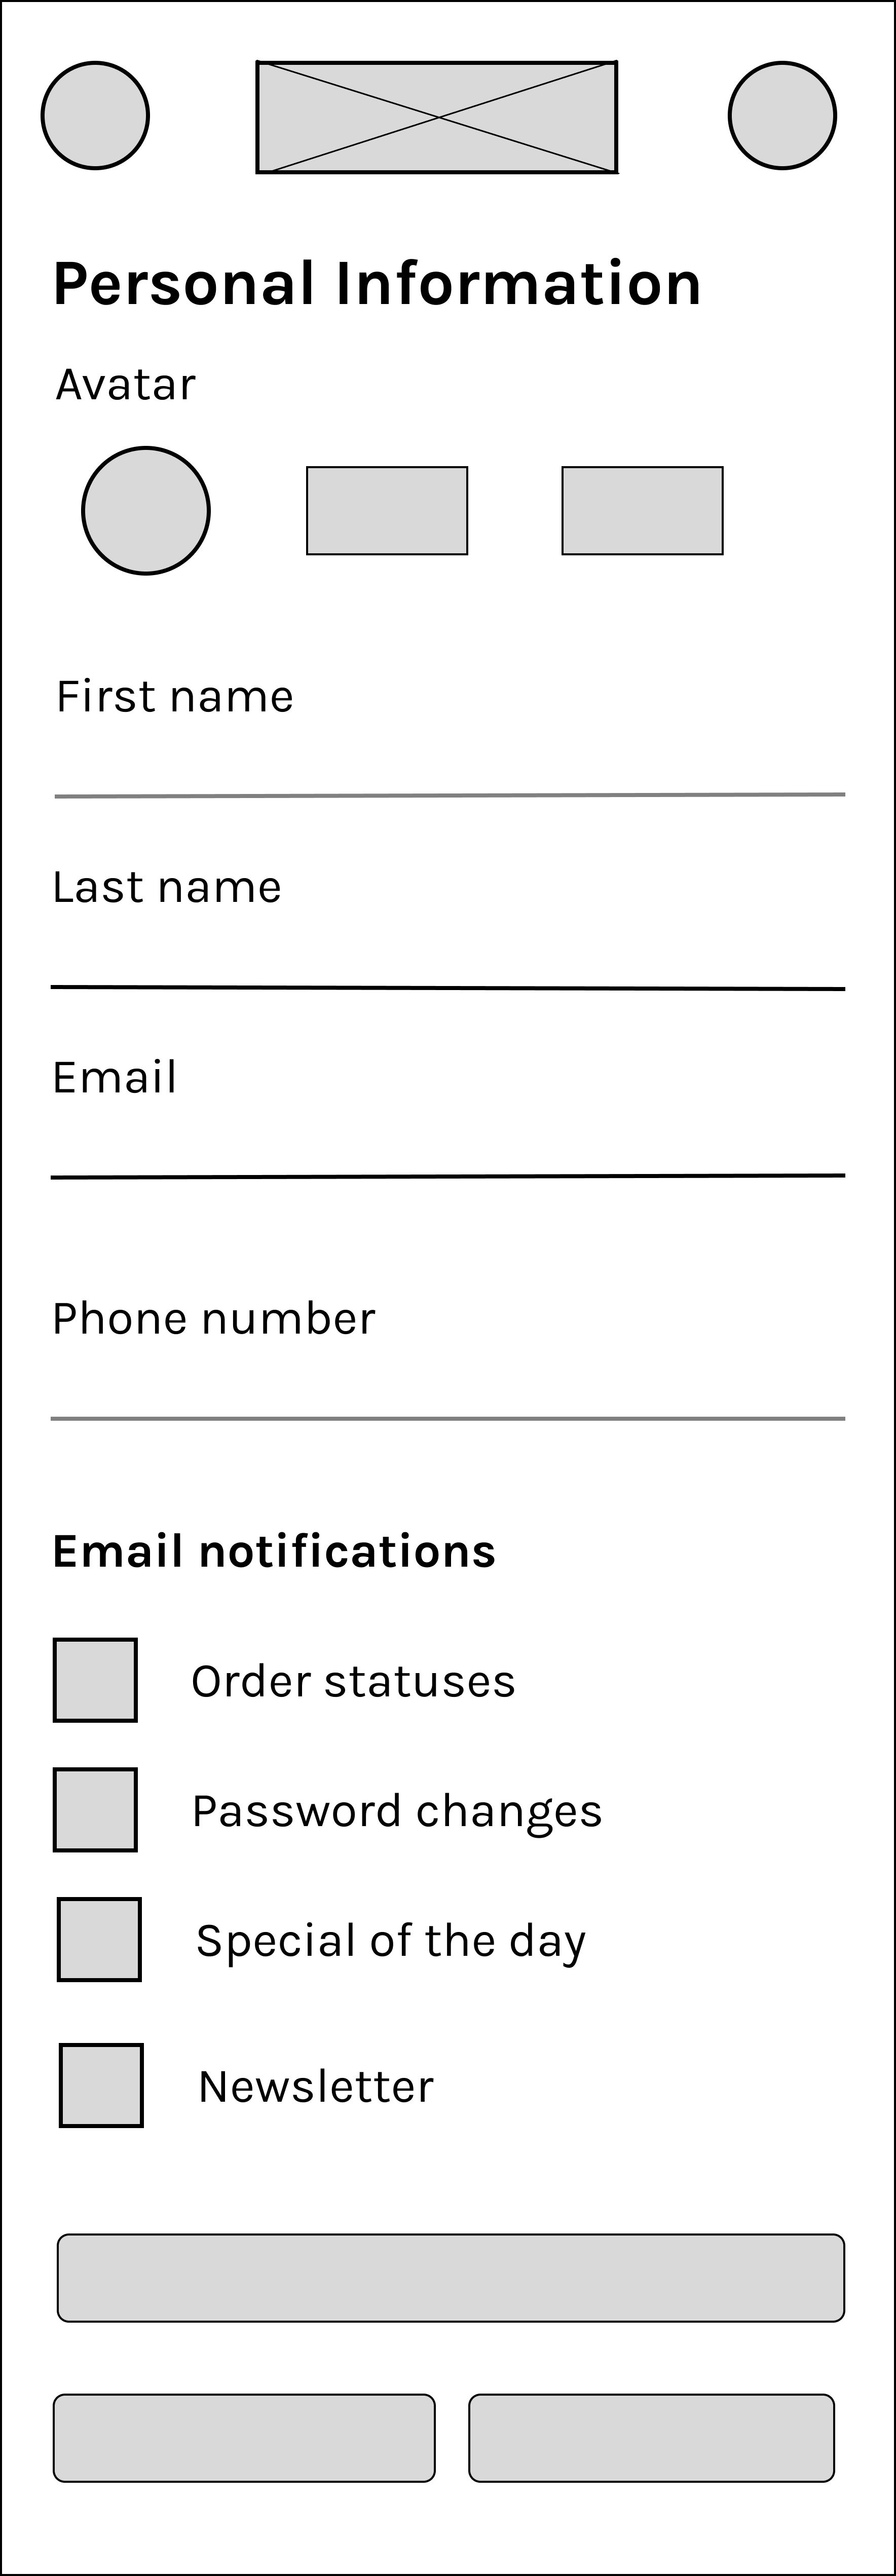 Personal Information
Avatar
First name
Last name
Email
Phone number
Email notifications
Order statuses
Password changes
Special of the day
Newsletter